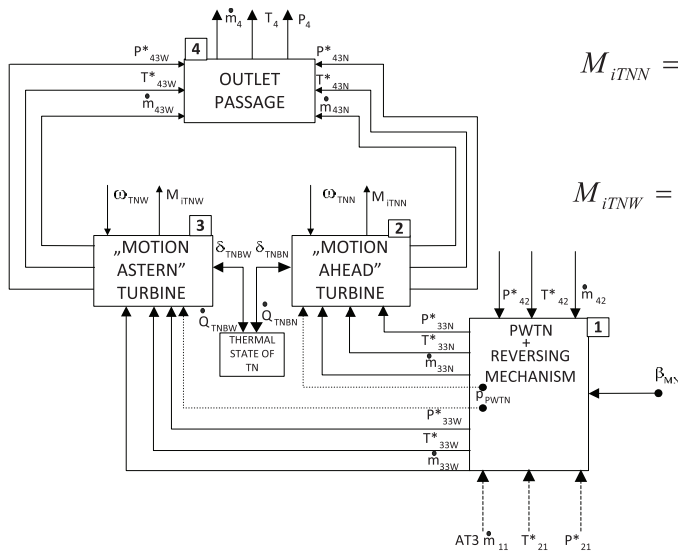 ṁ₄ T₄ P₄
4
P*₄₃W P*₄₃N
T*₄₃W T*₄₃N
ṁ₄₃W ṁ₄₃N
OUTLET
PASSAGE
M_iTNN =
M_iTNW =
ω_TNW M_iTNW
ω_TNN M_iTNN
3
„MOTION
ASTERN”
TURBINE
2
„MOTION
AHEAD”
TURBINE
δ_TNBW δ_TNBN
Q̇_TNBW Q̇_TNBN
THERMAL
STATE OF
TN
P*₄₂ T*₄₂ ṁ₄₂
1
PWTN
+
REVERSING
MECHANISM
P*₃₃N
T*₃₃N
ṁ₃₃N
p_PWTN
β_MN
P*₃₃W
T*₃₃W
ṁ₃₃W
AT3 ṁ₁₁ T*₂₁ P*₂₁